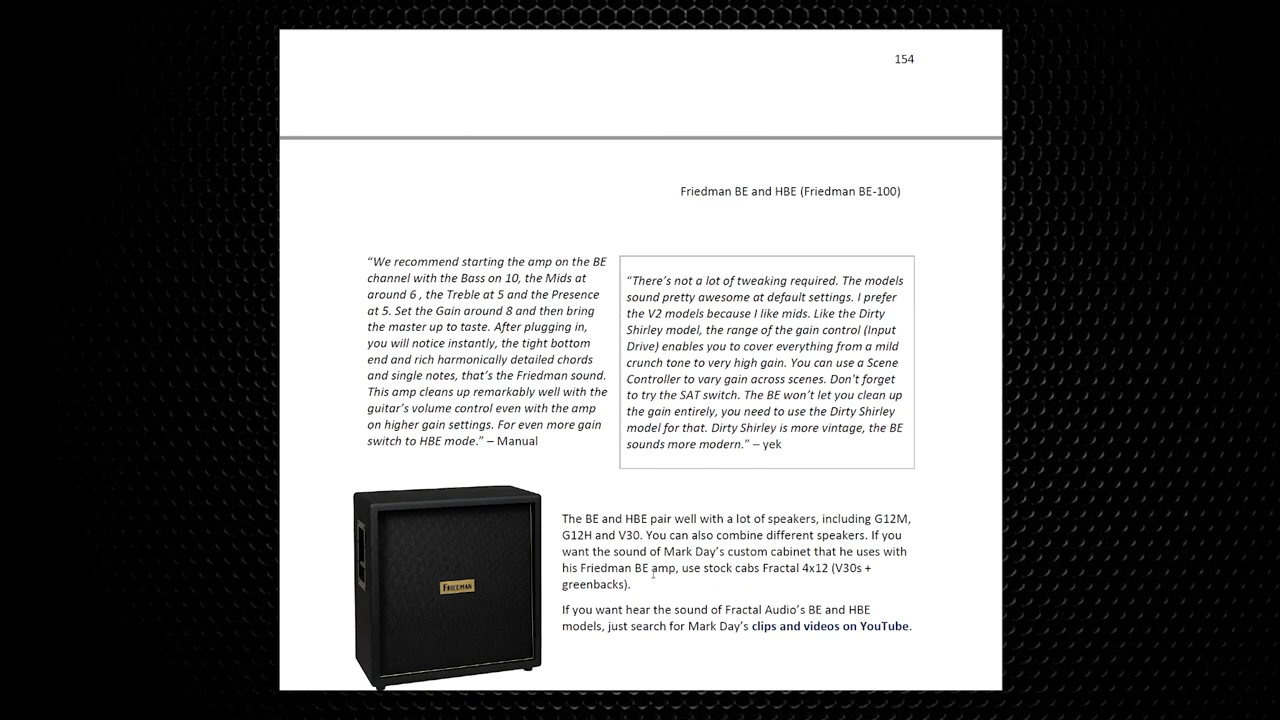 154
Friedman BE and HBE (Friedman BE-100)
“We recommend starting the amp on the BE
channel with the Bass on 10, the Mids at
around 6 , the Treble at 5 and the Presence
at 5. Set the Gain around 8 and then bring
the master up to taste. After plugging in,
you will notice instantly, the tight bottom
end and rich harmonically detailed chords
and single notes, that’s the Friedman sound.
This amp cleans up remarkably well with the
guitar’s volume control even with the amp
on higher gain settings. For even more gain
switch to HBE mode.” – Manual
“There’s not a lot of tweaking required. The models
sound pretty awesome at default settings. I prefer
the V2 models because I like mids. Like the Dirty
Shirley model, the range of the gain control (Input
Drive) enables you to cover everything from a mild
crunch tone to very high gain. You can use a Scene
Controller to vary gain across scenes. Don't forget
to try the SAT switch. The BE won’t let you clean up
the gain entirely, you need to use the Dirty Shirley
model for that. Dirty Shirley is more vintage, the BE
sounds more modern.” – yek
FRIEDMAN
The BE and HBE pair well with a lot of speakers, including G12M,
G12H and V30. You can also combine different speakers. If you
want the sound of Mark Day’s custom cabinet that he uses with
his Friedman BE amp, use stock cabs Fractal 4x12 (V30s +
greenbacks).
If you want hear the sound of Fractal Audio’s BE and HBE
models, just search for Mark Day’s clips and videos on YouTube.